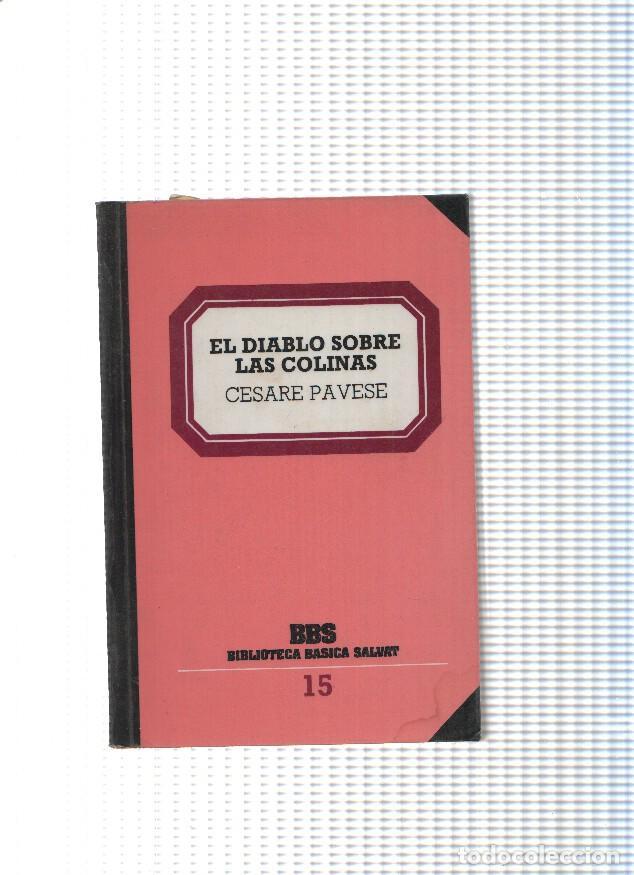 EL DIABLO SOBRE
LAS COLINAS
CESARE PAVESE
BBS
BIBLIOTECA BASICA SALVAT
15
todocoleccion